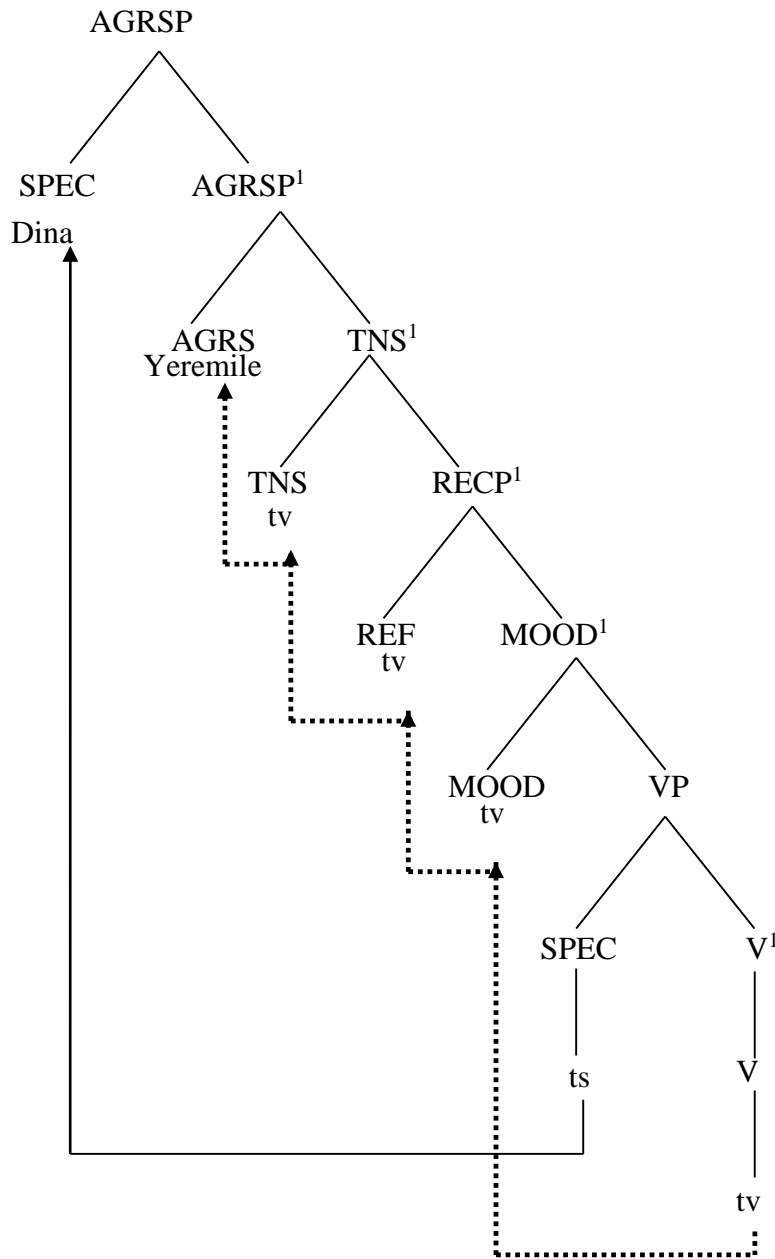 AGRSP
SPEC AGRSP¹
Dina
AGRS TNS¹
Yeremile
TNS RECP¹
tv
REF MOOD¹
tv
MOOD VP
tv
SPEC V¹
ts V
tv